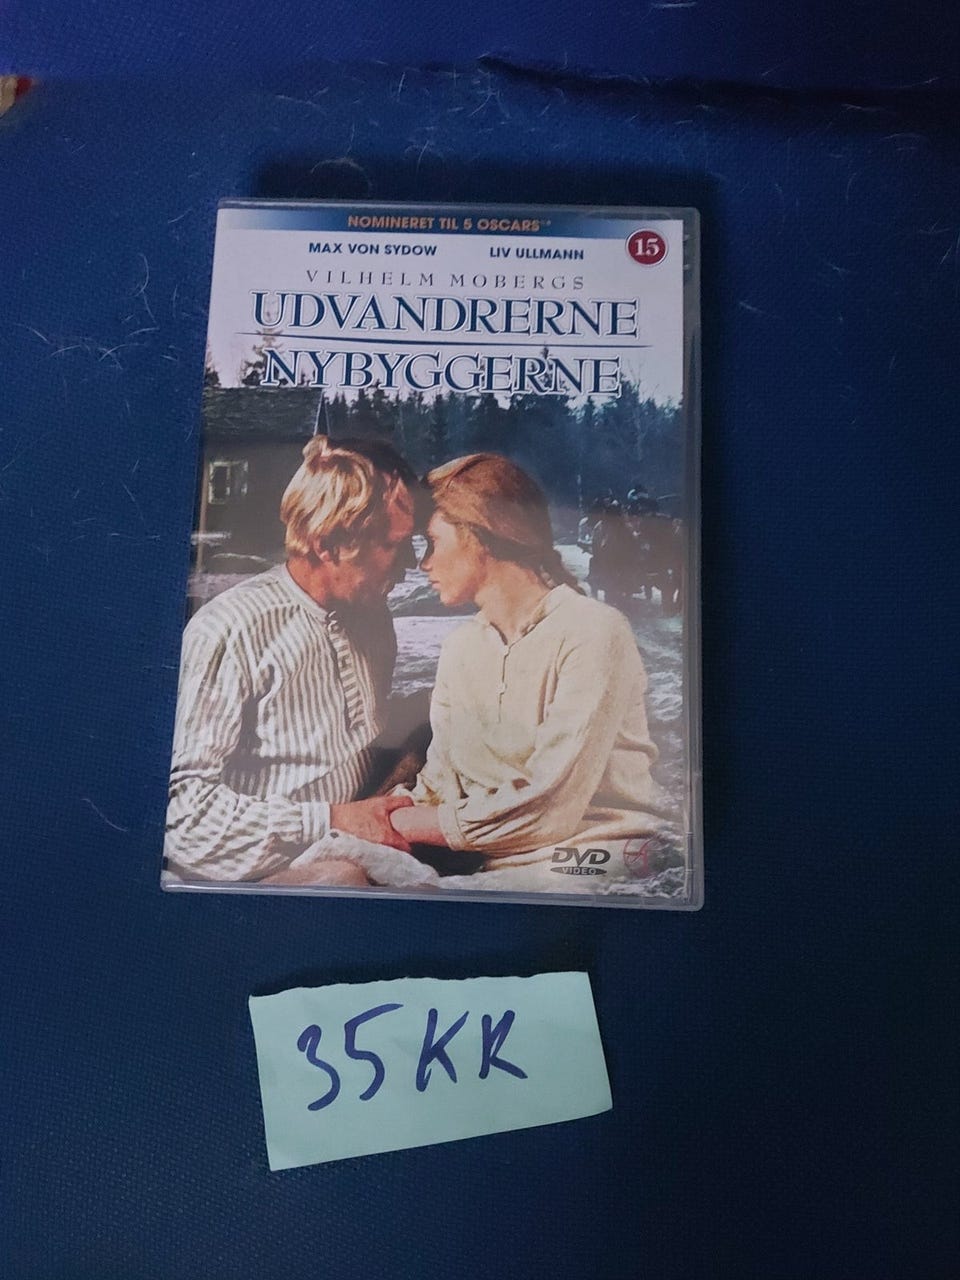 NOMINERET TIL 5 OSCARS
MAX VON SYDOW LIV ULLMANN
15
VILHELM MOBERGS
UDVANDRERNE
NYBYGGERNE
DVD
VIDEO
35 KR